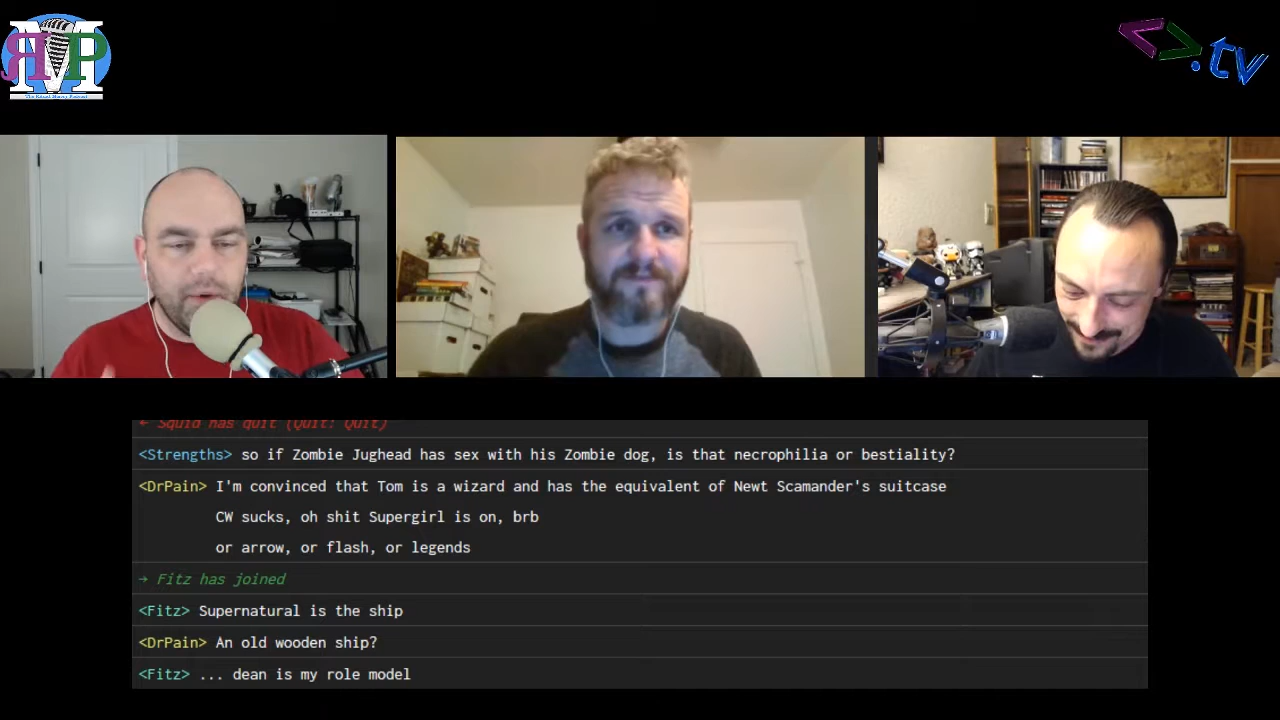 RMP
<>.tv
← Squid has quit (Quit: Quit)
<Strengths> so if Zombie Jughead has sex with his Zombie dog, is that necrophilia or bestiality?
<DrPain> I'm convinced that Tom is a wizard and has the equivalent of Newt Scamander's suitcase
CW sucks, oh shit Supergirl is on, brb
or arrow, or flash, or legends
→ Fitz has joined
<Fitz> Supernatural is the ship
<DrPain> An old wooden ship?
<Fitz> ... dean is my role model